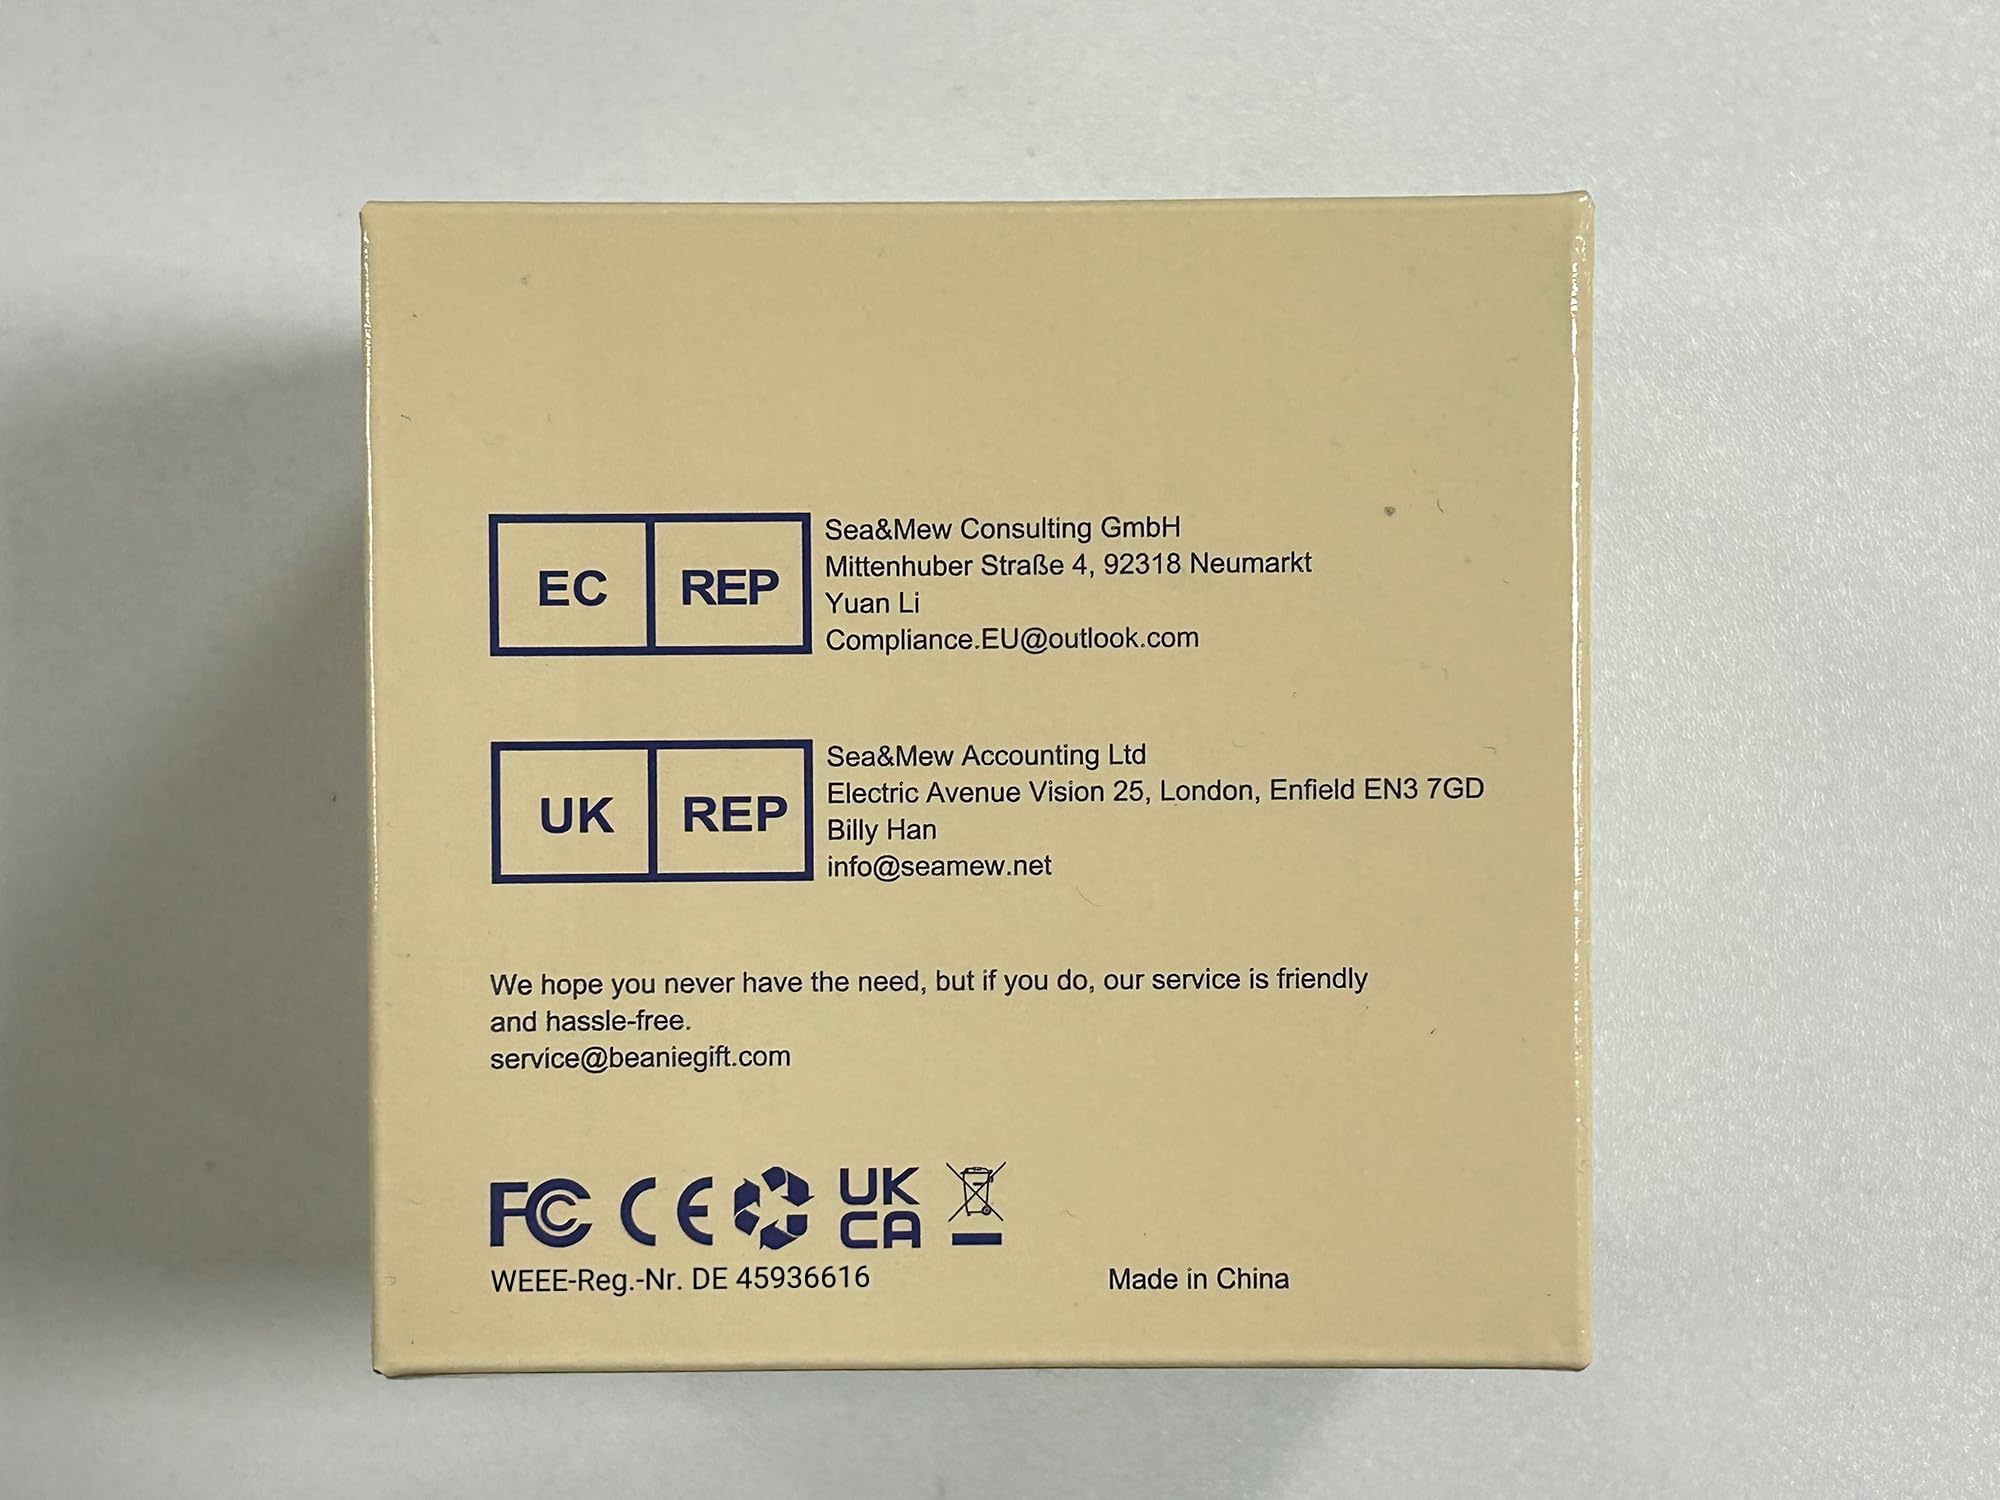 EC REP
Sea&Mew Consulting GmbH
Mittenhuber Straße 4, 92318 Neumarkt
Yuan Li
Compliance.EU@outlook.com
UK REP
Sea&Mew Accounting Ltd
Electric Avenue Vision 25, London, Enfield EN3 7GD
Billy Han
info@seamew.net
We hope you never have the need, but if you do, our service is friendly
and hassle-free.
service@beaniegift.com
FC CE UK
CA
WEEE-Reg.-Nr. DE 45936616
Made in China